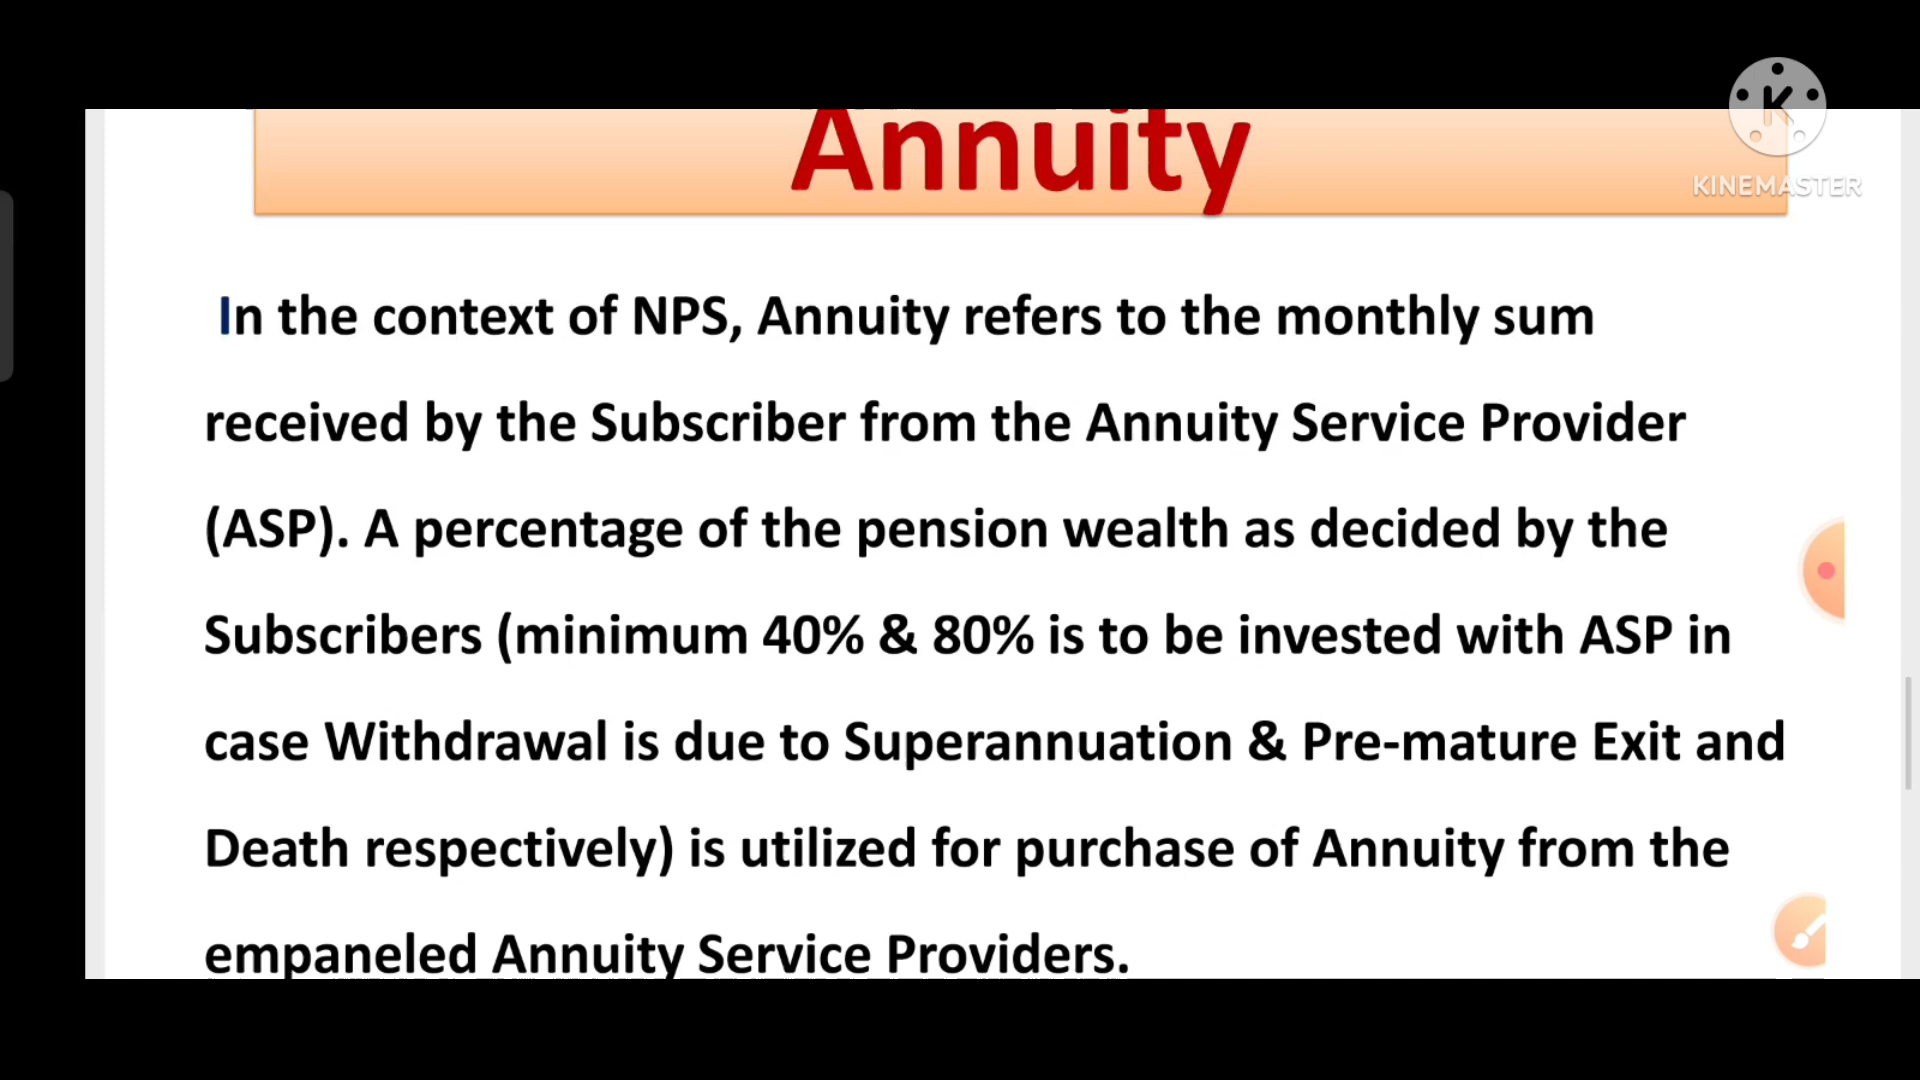 Annuity
KINEMASTER
In the context of NPS, Annuity refers to the monthly sum
received by the Subscriber from the Annuity Service Provider
(ASP). A percentage of the pension wealth as decided by the
Subscribers (minimum 40% & 80% is to be invested with ASP in
case Withdrawal is due to Superannuation & Pre-mature Exit and
Death respectively) is utilized for purchase of Annuity from the
empaneled Annuity Service Providers.